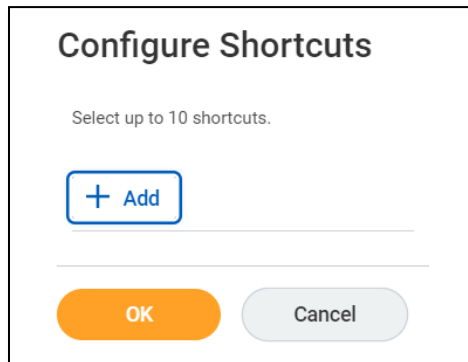 Configure Shortcuts
Select up to 10 shortcuts.
+ Add
OK
Cancel